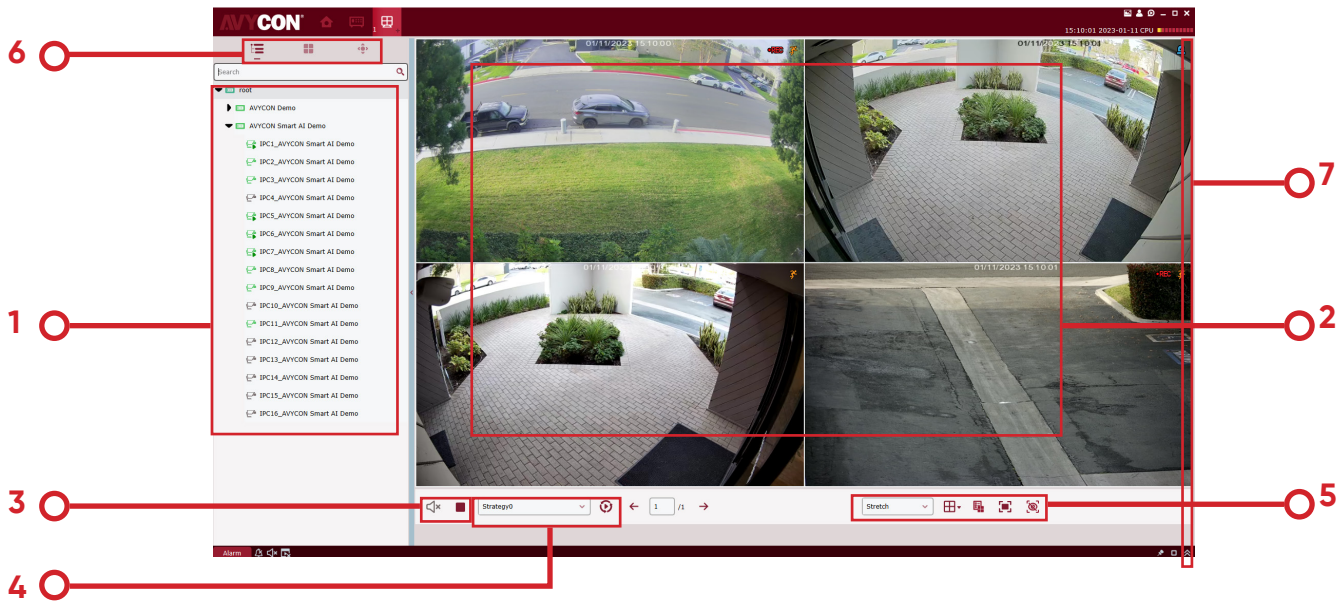 AVYCON
1
15:10:01 2023-01-11 CPU
6
Search
root
AVYCON Demo
AVYCON Smart AI Demo
IPC1_AVYCON Smart AI Demo
IPC2_AVYCON Smart AI Demo
IPC3_AVYCON Smart AI Demo
IPC4_AVYCON Smart AI Demo
IPC5_AVYCON Smart AI Demo
IPC6_AVYCON Smart AI Demo
IPC7_AVYCON Smart AI Demo
IPC8_AVYCON Smart AI Demo
IPC9_AVYCON Smart AI Demo
IPC10_AVYCON Smart AI Demo
IPC11_AVYCON Smart AI Demo
IPC12_AVYCON Smart AI Demo
IPC13_AVYCON Smart AI Demo
IPC14_AVYCON Smart AI Demo
IPC15_AVYCON Smart AI Demo
IPC16_AVYCON Smart AI Demo
01/11/2023 15:10:00
REC
01/11/2023 15:10:01
7
1
01/11/2023
01/11/2023 15:10:01
REC
2
3
Strategy0
1 /1
Stretch
5
Alarm
4